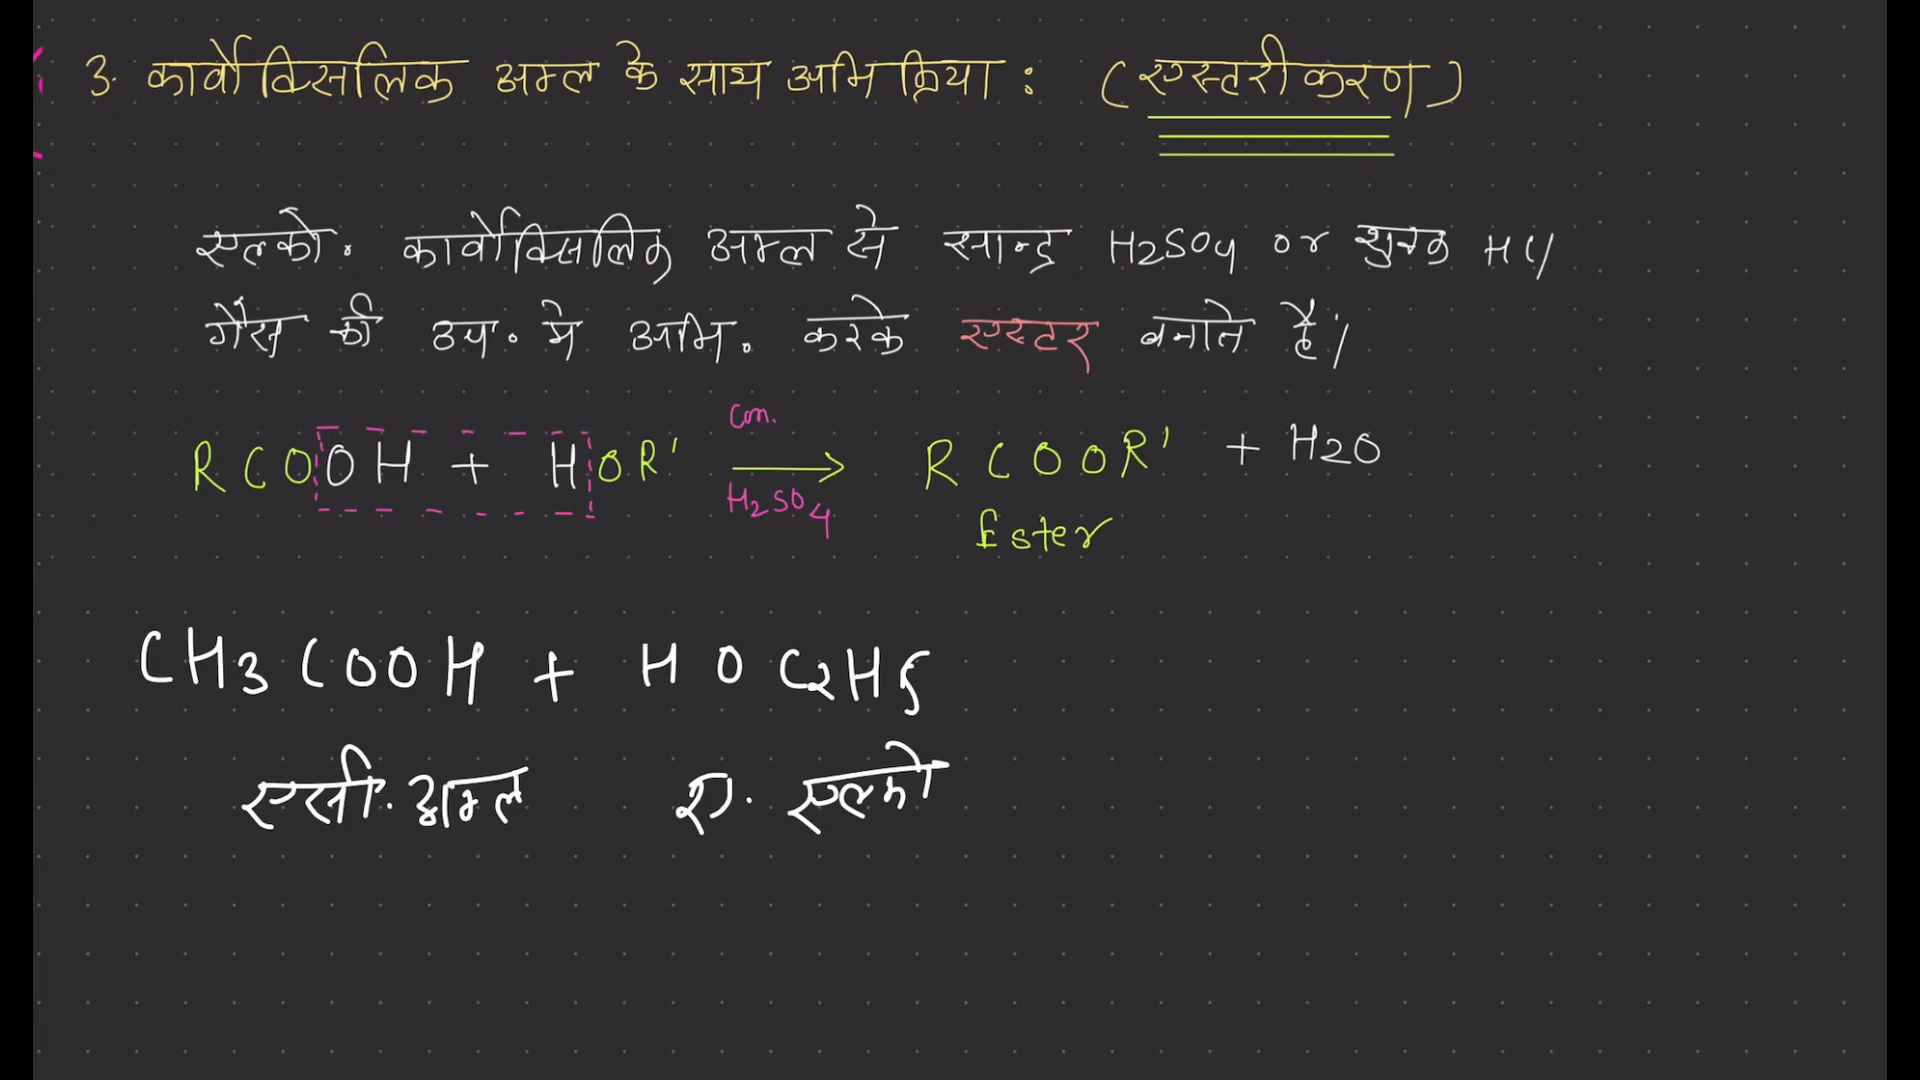 3. कार्बोक्सिलिक अम्ल के साथ अभिक्रिया : (एस्टरीकरण)
एल्को. कार्बोक्सिलिक अम्ल से सान्द्र H2SO4 or शुष्क HCl
गैस की उप. मे अभि. करके एस्टर बनाते है।
RCOOH + HOR' Con. H2SO4 → RCOOR' + H2O
Ester
CH3COOH + HOC2H5
एसी. अम्ल ए. एल्को